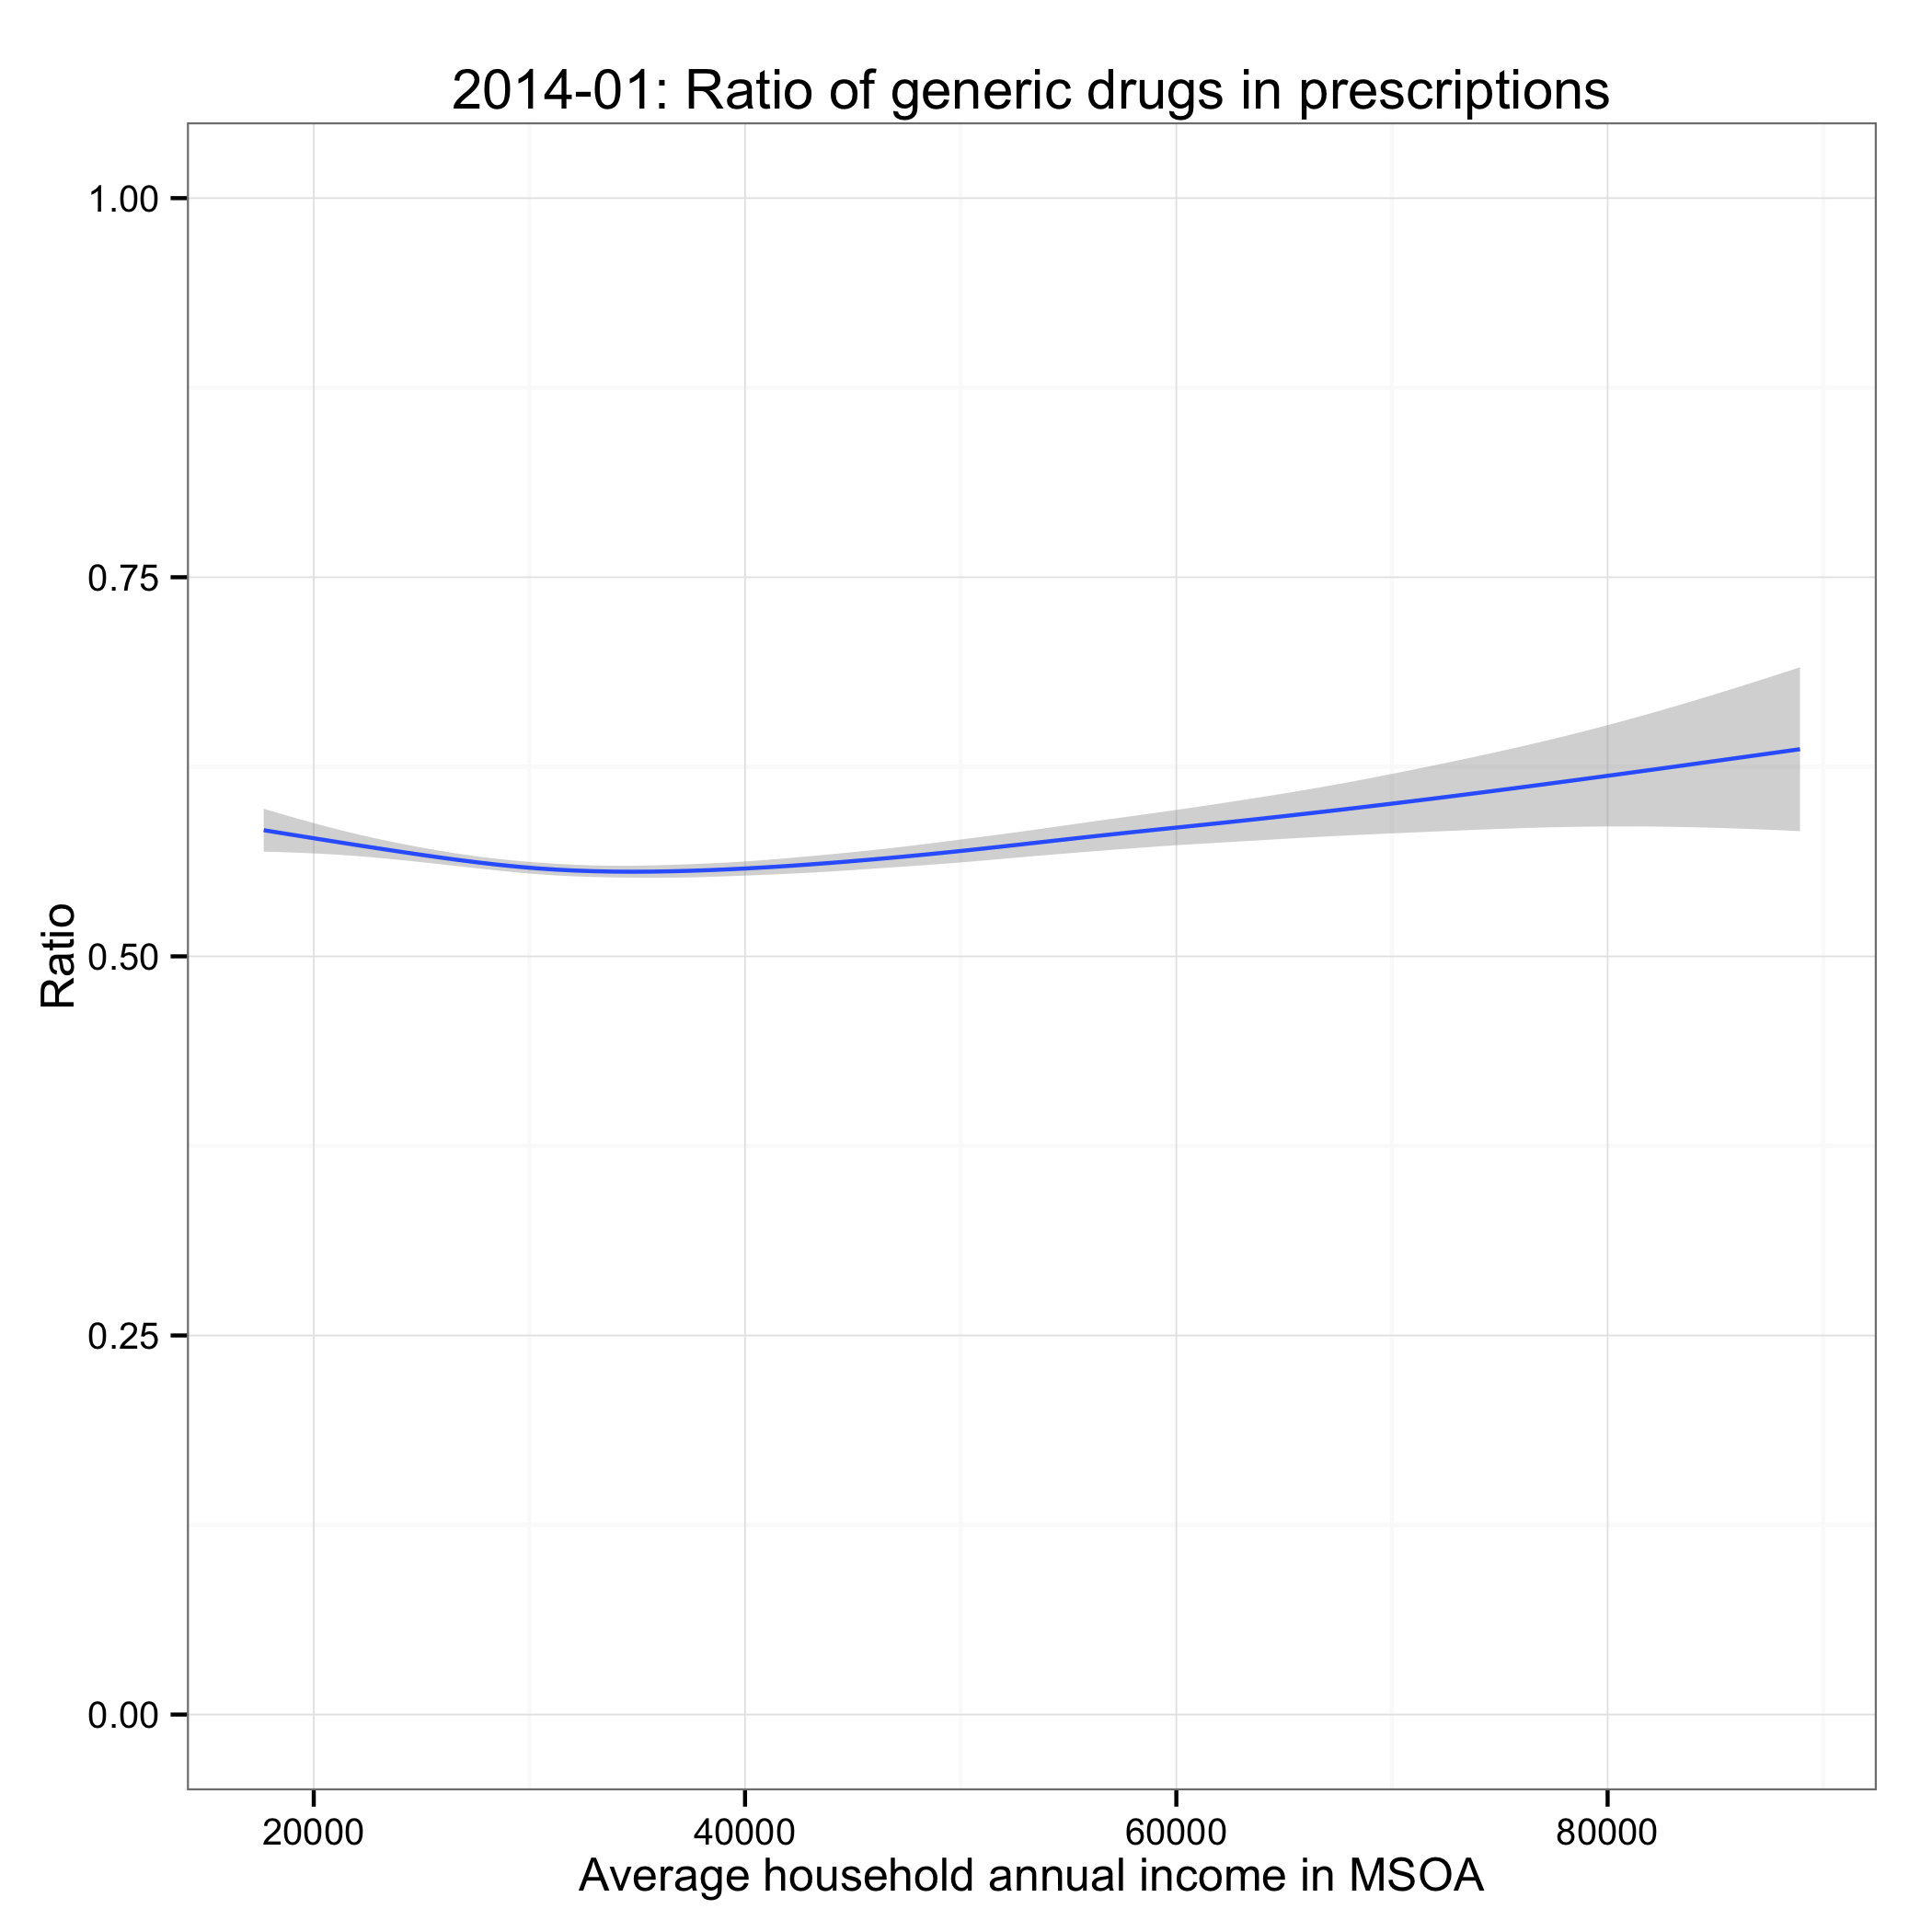 2014-01: Ratio of generic drugs in prescriptions
1.00
0.75
0.50
0.25
0.00
Ratio
20000 40000 60000 80000
Average household annual income in MSOA